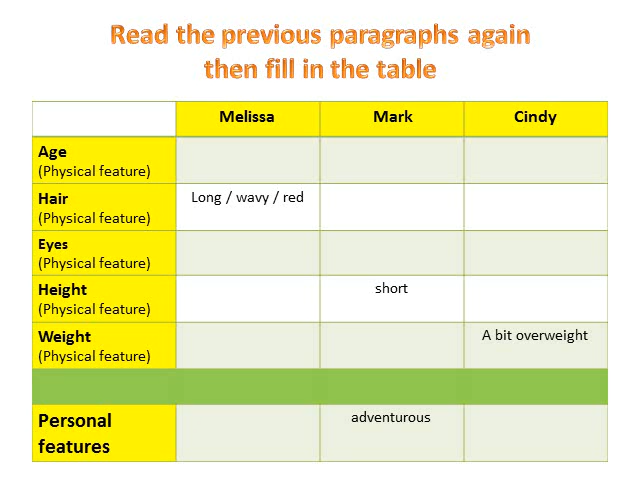 Read the previous paragraphs again
then fill in the table
Melissa Mark Cindy
Age
(Physical feature)
Hair Long / wavy / red
(Physical feature)
Eyes
(Physical feature)
Height short
(Physical feature)
Weight A bit overweight
(Physical feature)
Personal adventurous
features